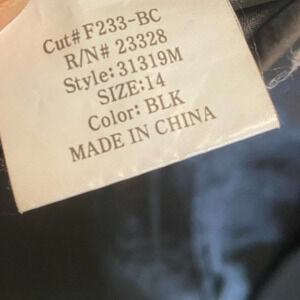 Cut# F233-BC
R/N# 23328
Style: 31319M
SIZE:14
Color: BLK
MADE IN CHINA